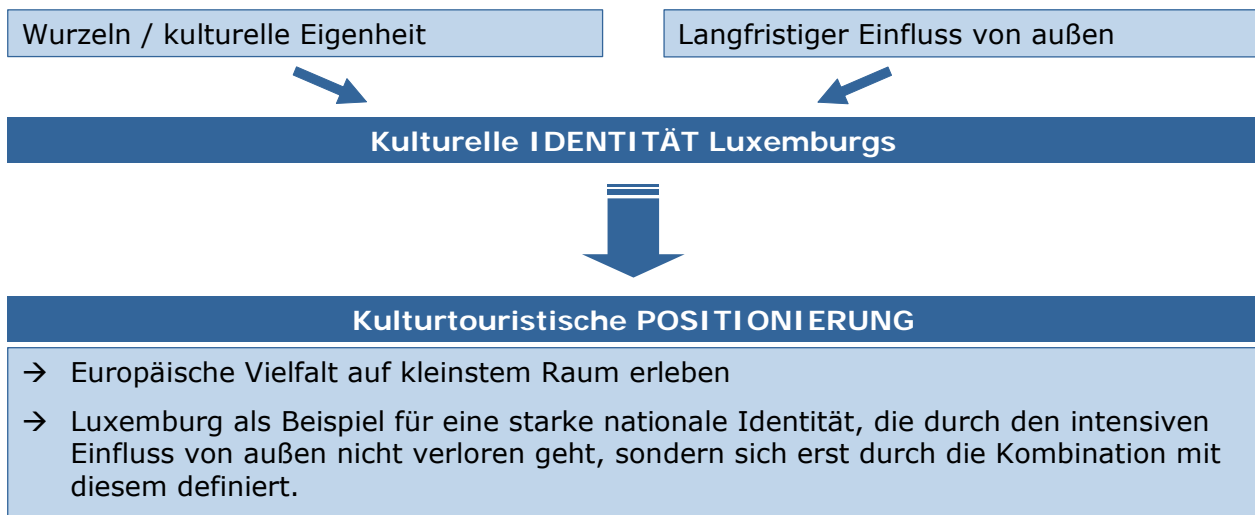 Wurzeln / kulturelle Eigenheit
Langfristiger Einfluss von außen
Kulturelle IDENTITÄT Luxemburgs
Kulturtouristische POSITIONIERUNG
→ Europäische Vielfalt auf kleinstem Raum erleben
→ Luxemburg als Beispiel für eine starke nationale Identität, die durch den intensiven
Einfluss von außen nicht verloren geht, sondern sich erst durch die Kombination mit
diesem definiert.